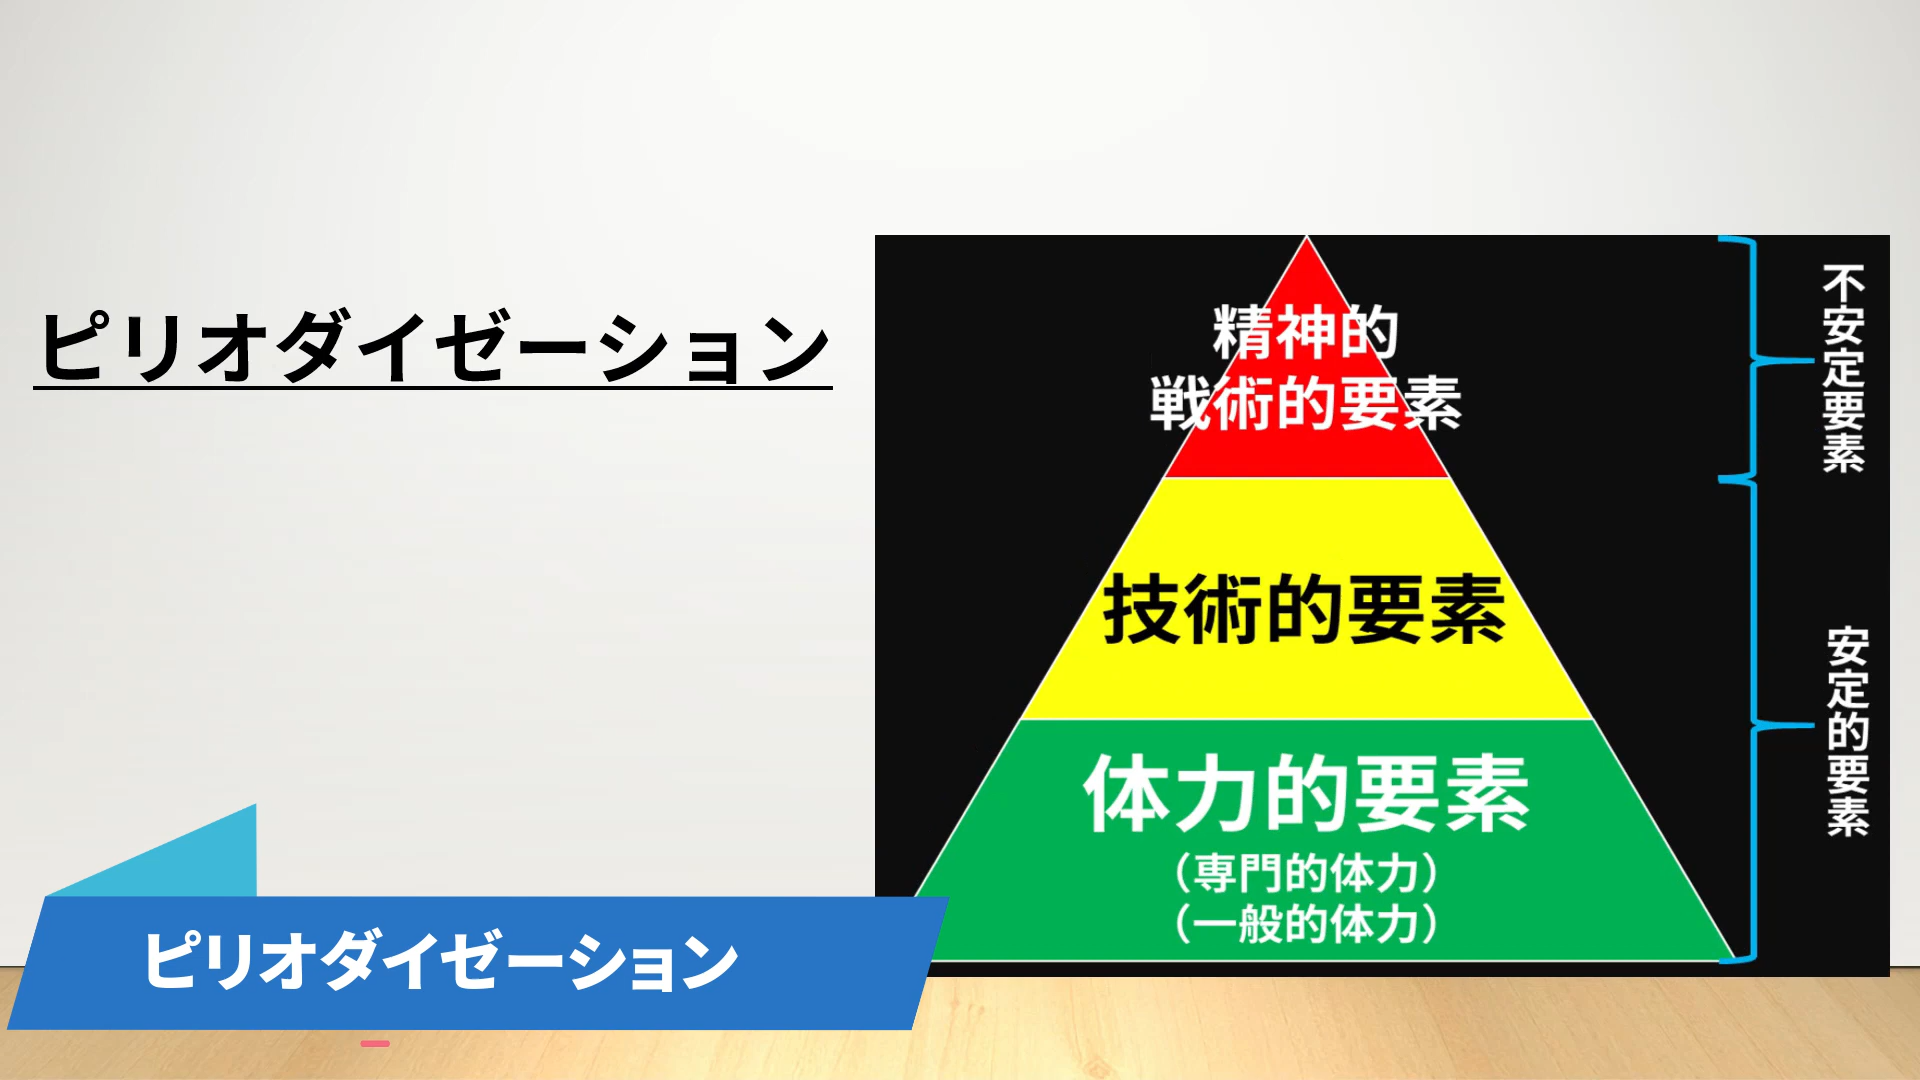 ピリオダイゼーション
精神的
戦術的要素
技術的要素
体力的要素
（専門的体力）
（一般的体力）
不安定要素
安定的要素
ピリオダイゼーション